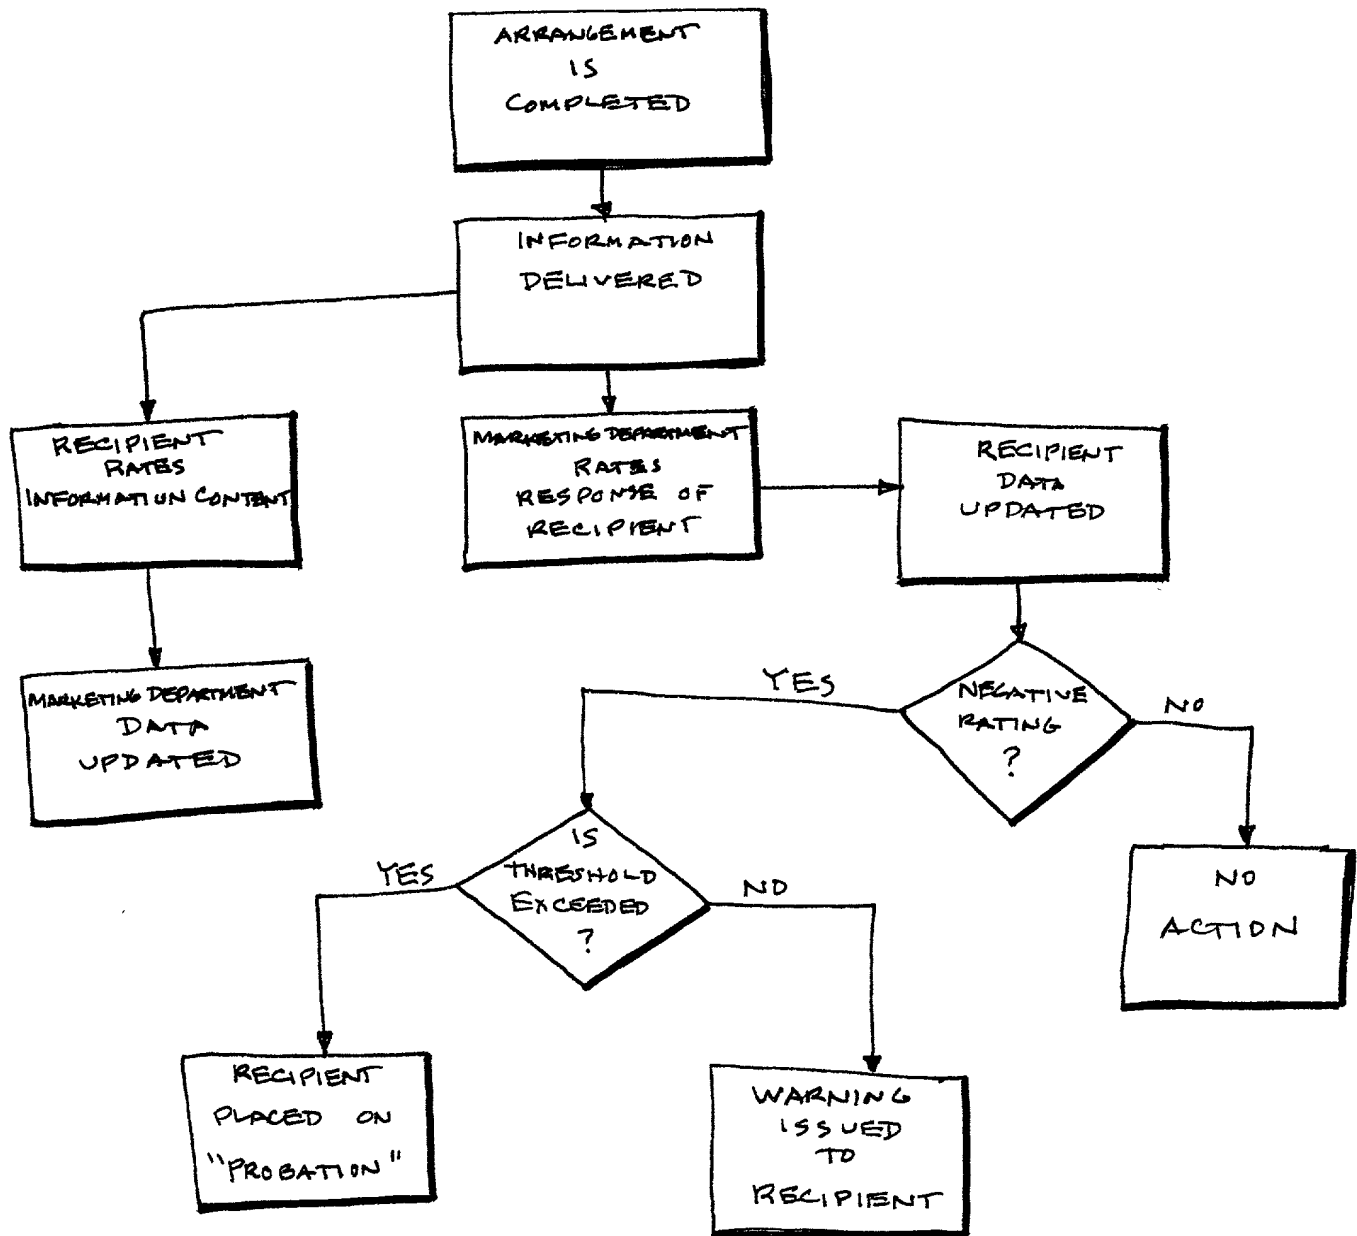 ARRANGEMENT
IS
COMPLETED
INFORMATION
DELIVERED
RECIPIENT
RATES
INFORMATION CONTENT
MARKETING DEPARTMENT
RATES
RESPONSE OF
RECIPIENT
RECIPIENT
DATA
UPDATED
MARKETING DEPARTMENT
DATA
UPDATED
YES
NEGATIVE
RATING
?
NO
YES
IS
THRESHOLD
EXCEEDED
?
NO
NO
ACTION
RECIPIENT
PLACED ON
"PROBATION"
WARNING
ISSUED
TO
RECIPIENT